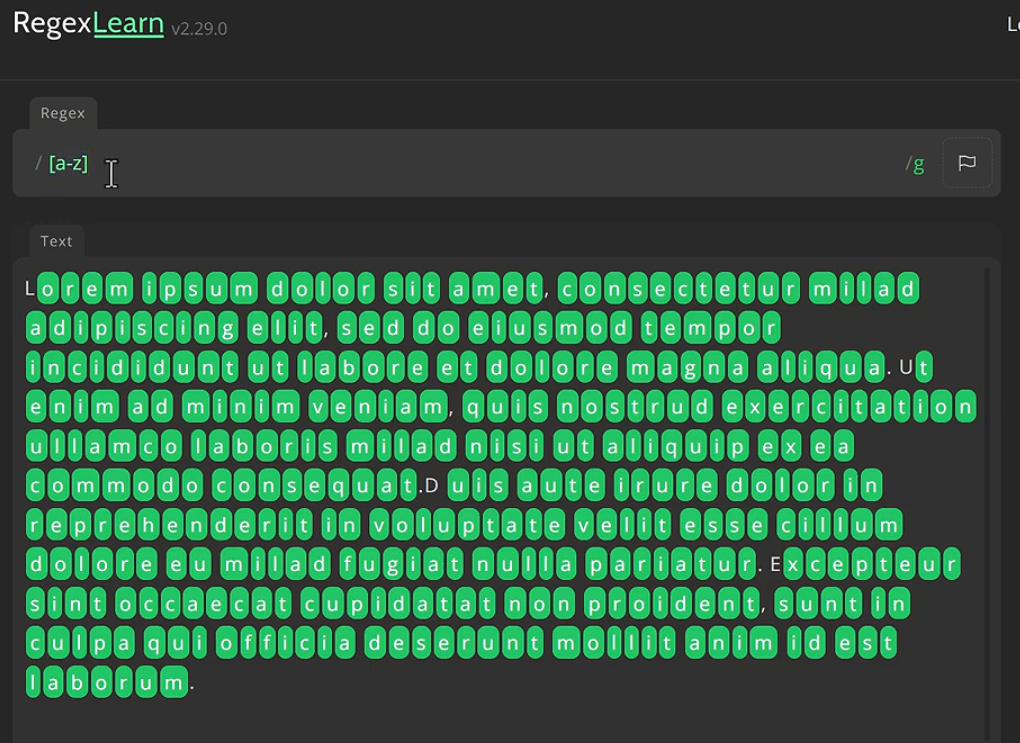 RegexLearn v2.29.0
Regex
/ [a-z] /g
Text
Lorem ipsum dolor sit amet, consectetur milad
adipiscing elit, sed do eiusmod tempor
incididunt ut labore et dolore magna aliqua. Ut
enim ad minim veniam, quis nostrud exercitation
ullamco laboris milad nisi ut aliquip ex ea
commodo consequat.D uis aute irure dolor in
reprehenderit in voluptate velit esse cillum
dolore eu milad fugiat nulla pariatur. Excepteur
sint occaecat cupidatat non proident, sunt in
culpa qui officia deserunt mollit anim id est
laborum.